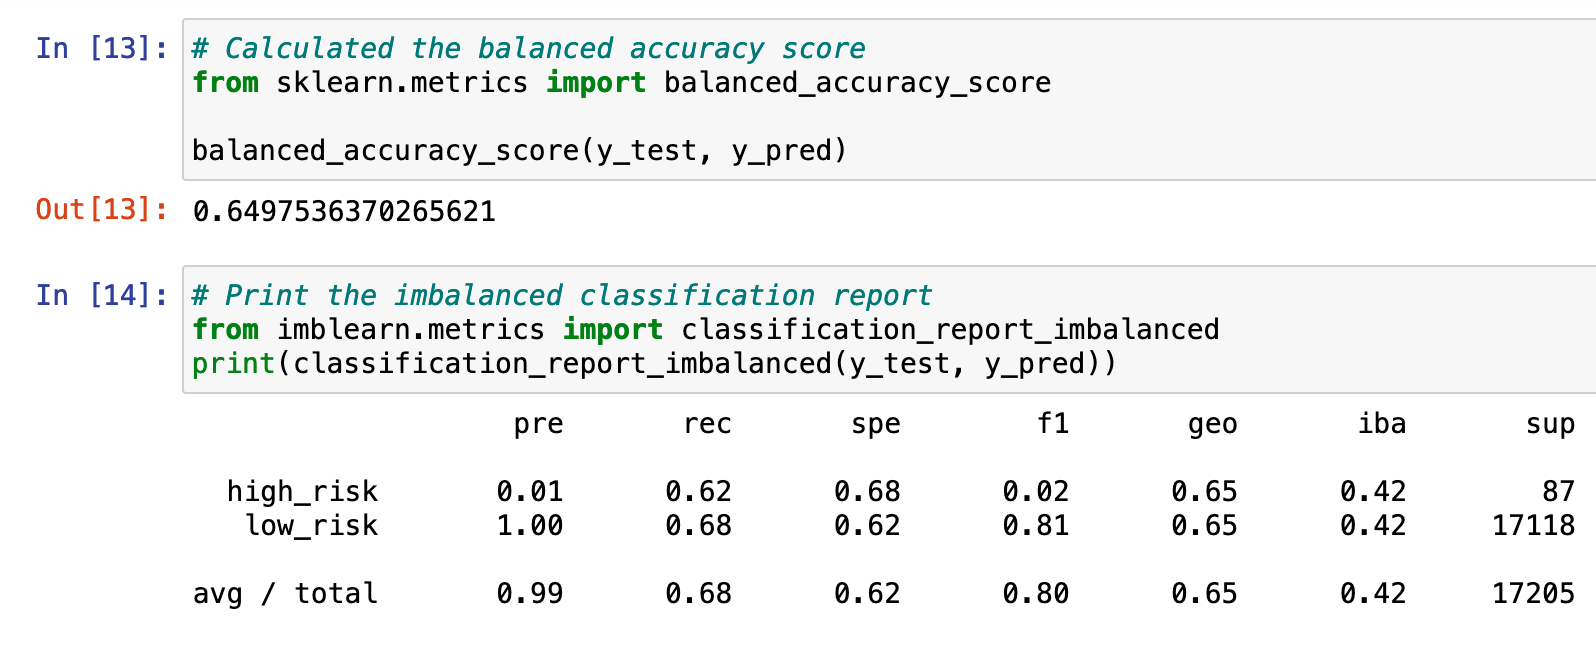 In [13]: # Calculated the balanced accuracy score
from sklearn.metrics import balanced_accuracy_score
balanced_accuracy_score(y_test, y_pred)
Out[13]: 0.6497536370265621
In [14]: # Print the imbalanced classification report
from imblearn.metrics import classification_report_imbalanced
print(classification_report_imbalanced(y_test, y_pred))
pre rec spe f1 geo iba sup
high_risk 0.01 0.62 0.68 0.02 0.65 0.42 87
low_risk 1.00 0.68 0.62 0.81 0.65 0.42 17118
avg / total 0.99 0.68 0.62 0.80 0.65 0.42 17205